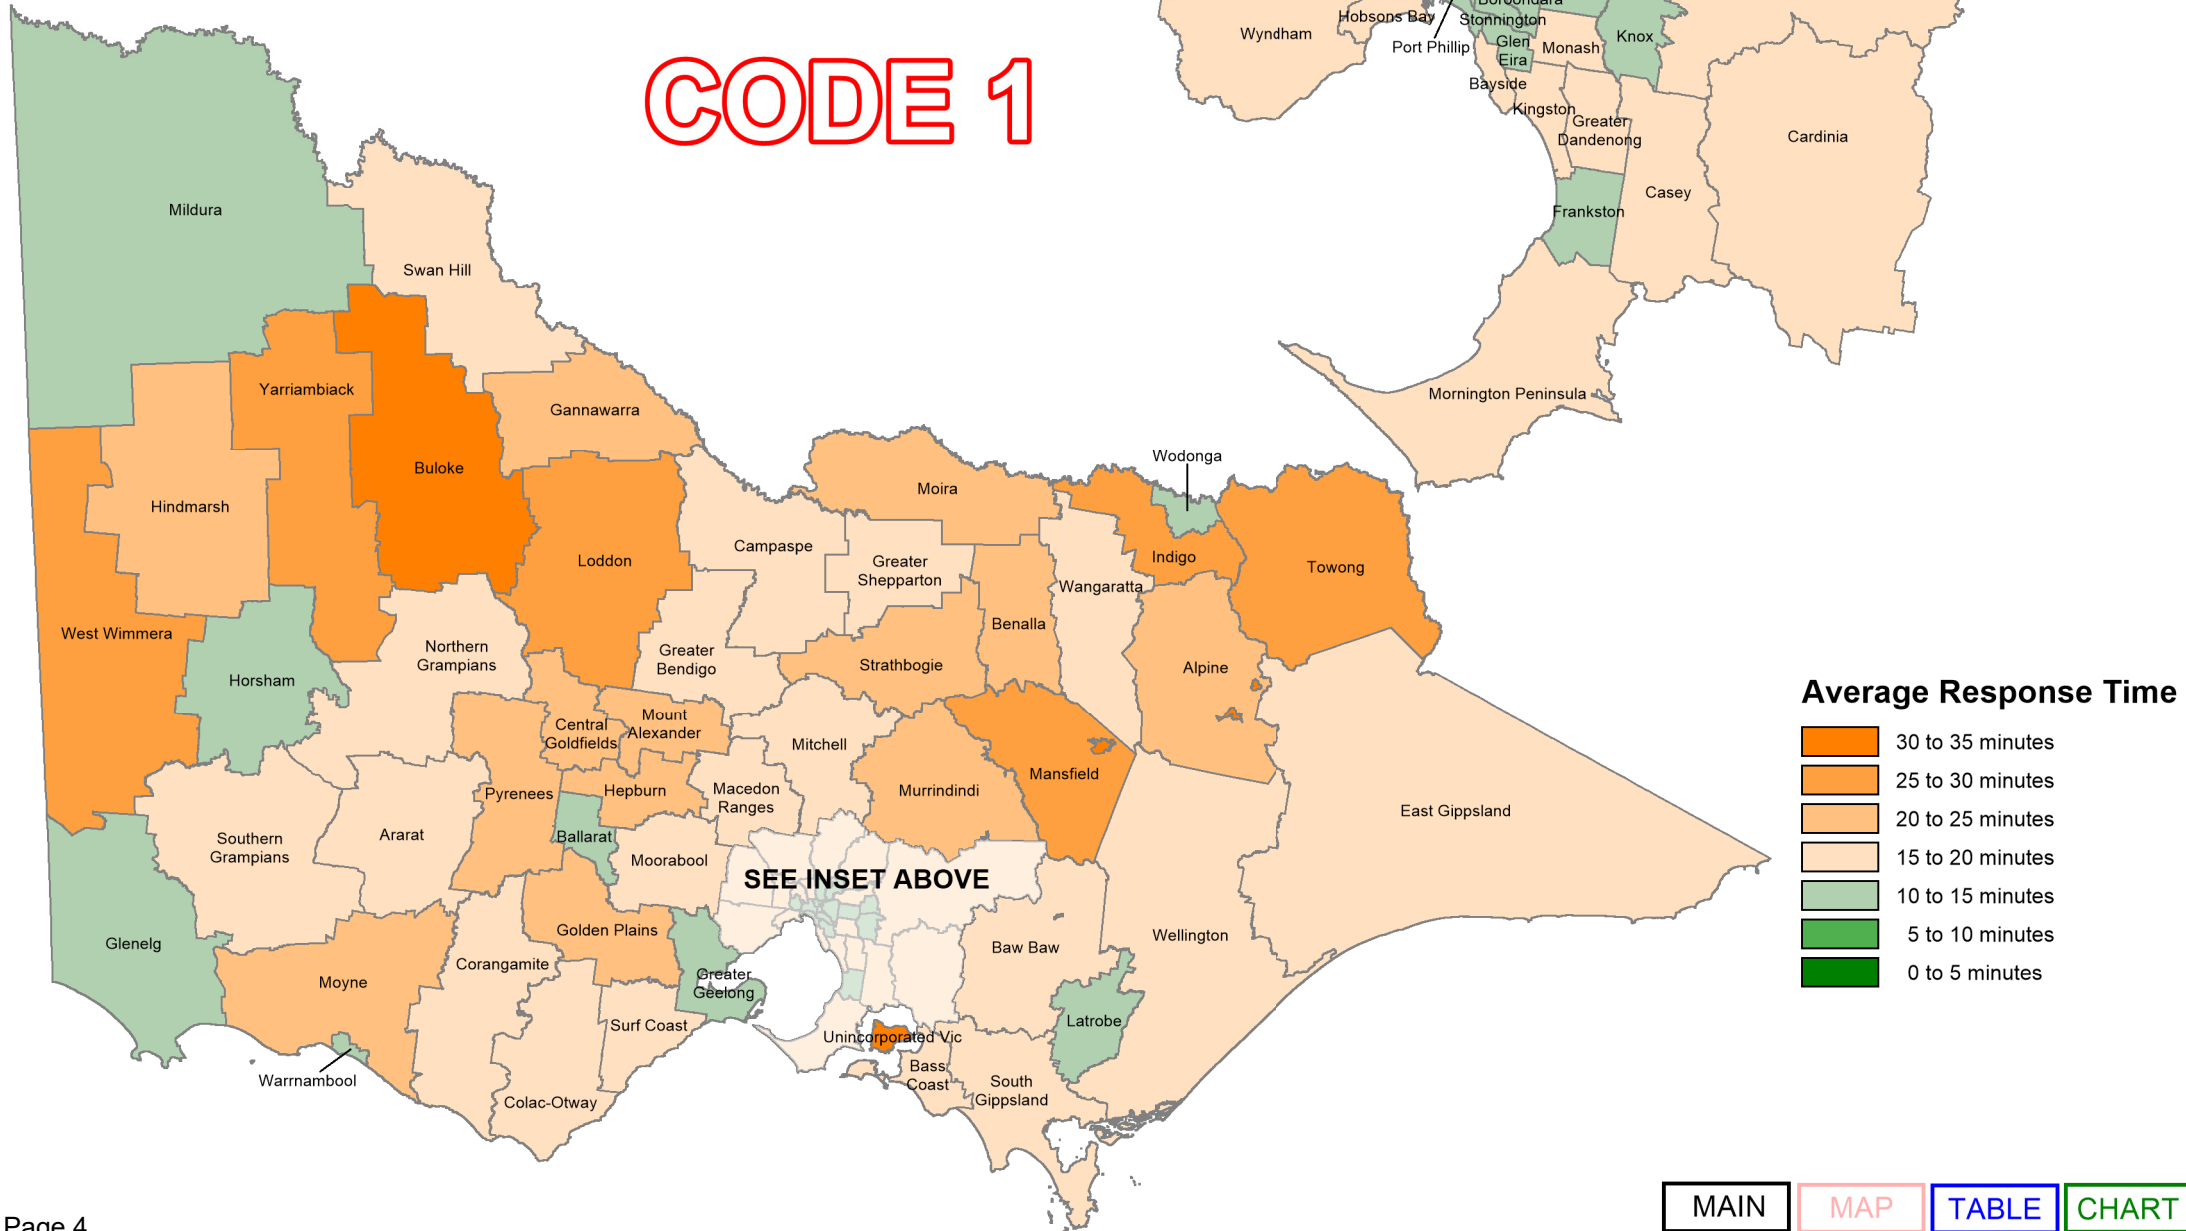 Boroondara
Hobsons Bay
Stonnington
Wyndham
Port Phillip
Glen
Eira
Monash
Knox
Bayside
Kingston
Greater
Dandenong
Cardinia
CODE 1
Casey
Frankston
Mildura
Swan Hill
Mornington Peninsula
Yarriambiack
Gannawarra
Buloke
Wodonga
Moira
Hindmarsh
Campaspe
Greater
Shepparton
Loddon
Indigo
Towong
Wangaratta
West Wimmera
Benalla
Northern
Grampians
Greater
Bendigo
Strathbogie
Alpine
Horsham
Average Response Time
30 to 35 minutes
25 to 30 minutes
20 to 25 minutes
15 to 20 minutes
10 to 15 minutes
5 to 10 minutes
0 to 5 minutes
Central
Goldfields
Mount
Alexander
Mitchell
Mansfield
Pyrenees
Hepburn
Macedon
Ranges
Murrindindi
East Gippsland
Southern
Grampians
Ararat
Ballarat
Moorabool
SEE INSET ABOVE
Glenelg
Golden Plains
Baw Baw
Wellington
Moyne
Corangamite
Greater
Geelong
Surf Coast
Latrobe
Unincorporated Vic
Warrnambool
Bass
Coast
South
Gippsland
Colac-Otway
Page 4
MAIN
MAP
TABLE
CHART